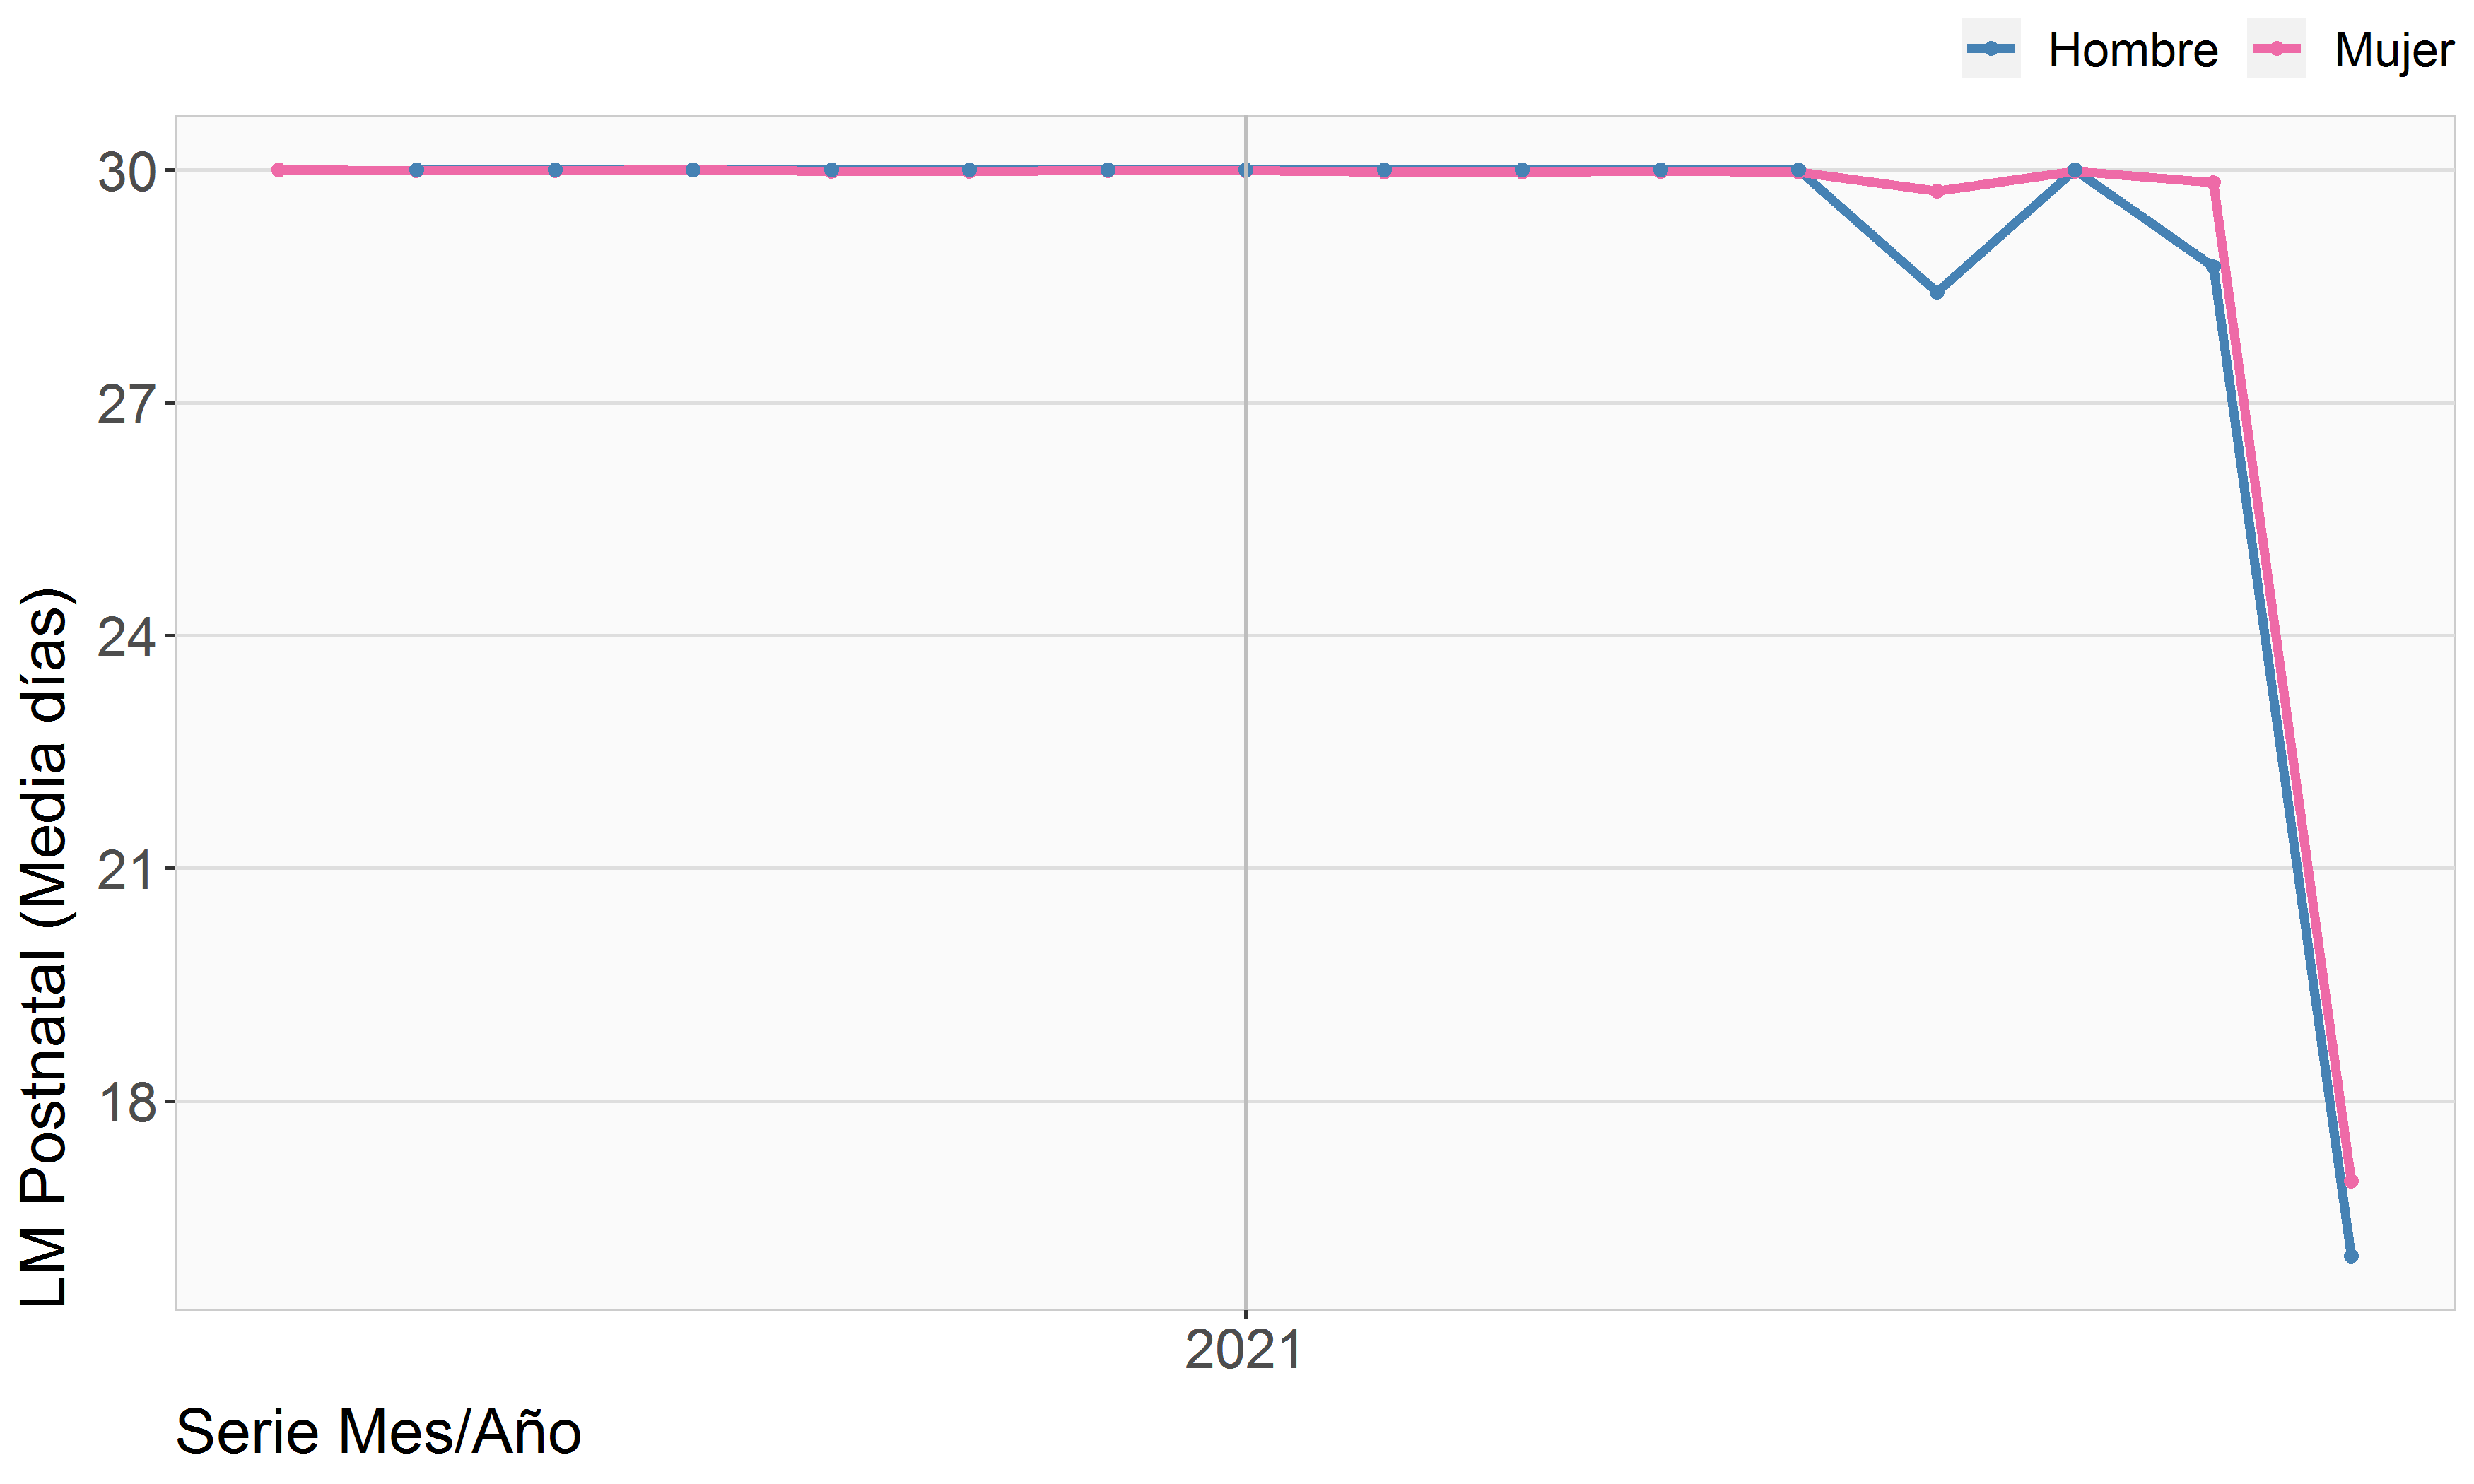 Hombre Mujer
30
27
24
21
18
LM Postnatal (Media días)
2021
Serie Mes/Año